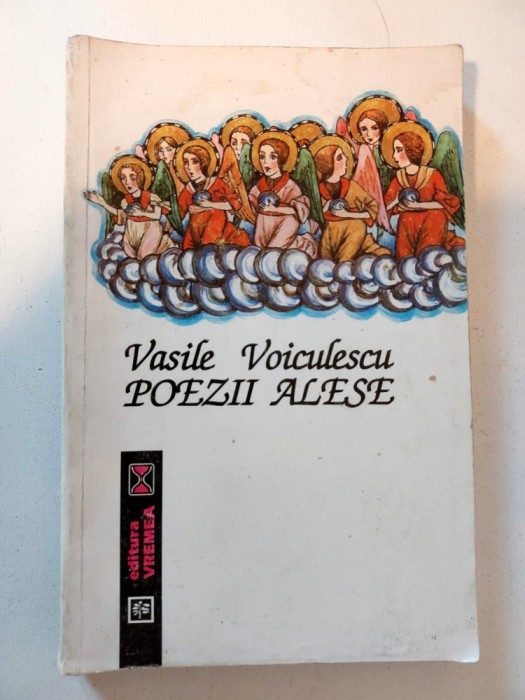 Vasile Voiculescu
POEZII ALESE
editura
VREMEA